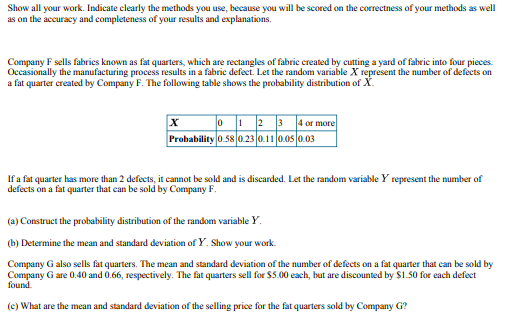 Show all your work. Indicate clearly the methods you use, because you will be scored on the correctness of your methods as well
as on the accuracy and completeness of your results and explanations.
Company F sells fabrics known as fat quarters, which are rectangles of fabric created by cutting a yard of fabric into four pieces.
Occasionally the manufacturing process results in a fabric defect. Let the random variable X represent the number of defects on
a fat quarter created by Company F. The following table shows the probability distribution of X.
X 0 1 2 3 4 or more
Probability 0.58 0.23 0.11 0.05 0.03
If a fat quarter has more than 2 defects, it cannot be sold and is discarded. Let the random variable Y represent the number of
defects on a fat quarter that can be sold by Company F.
(a) Construct the probability distribution of the random variable Y.
(b) Determine the mean and standard deviation of Y. Show your work.
Company G also sells fat quarters. The mean and standard deviation of the number of defects on a fat quarter that can be sold by
Company G are 0.40 and 0.66, respectively. The fat quarters sell for $5.00 each, but are discounted by $1.50 for each defect
found.
(c) What are the mean and standard deviation of the selling price for the fat quarters sold by Company G?